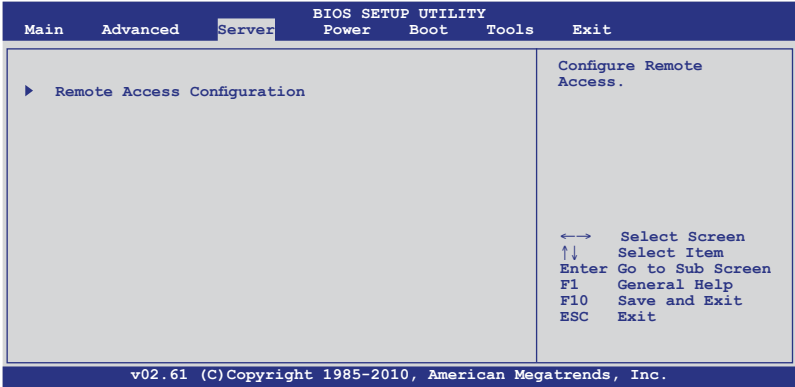 BIOS SETUP UTILITY
Main Advanced Server Power Boot Tools Exit
Remote Access Configuration
Configure Remote
Access.
←→ Select Screen
↑↓ Select Item
Enter Go to Sub Screen
F1 General Help
F10 Save and Exit
ESC Exit
v02.61 (C)Copyright 1985-2010, American Megatrends, Inc.